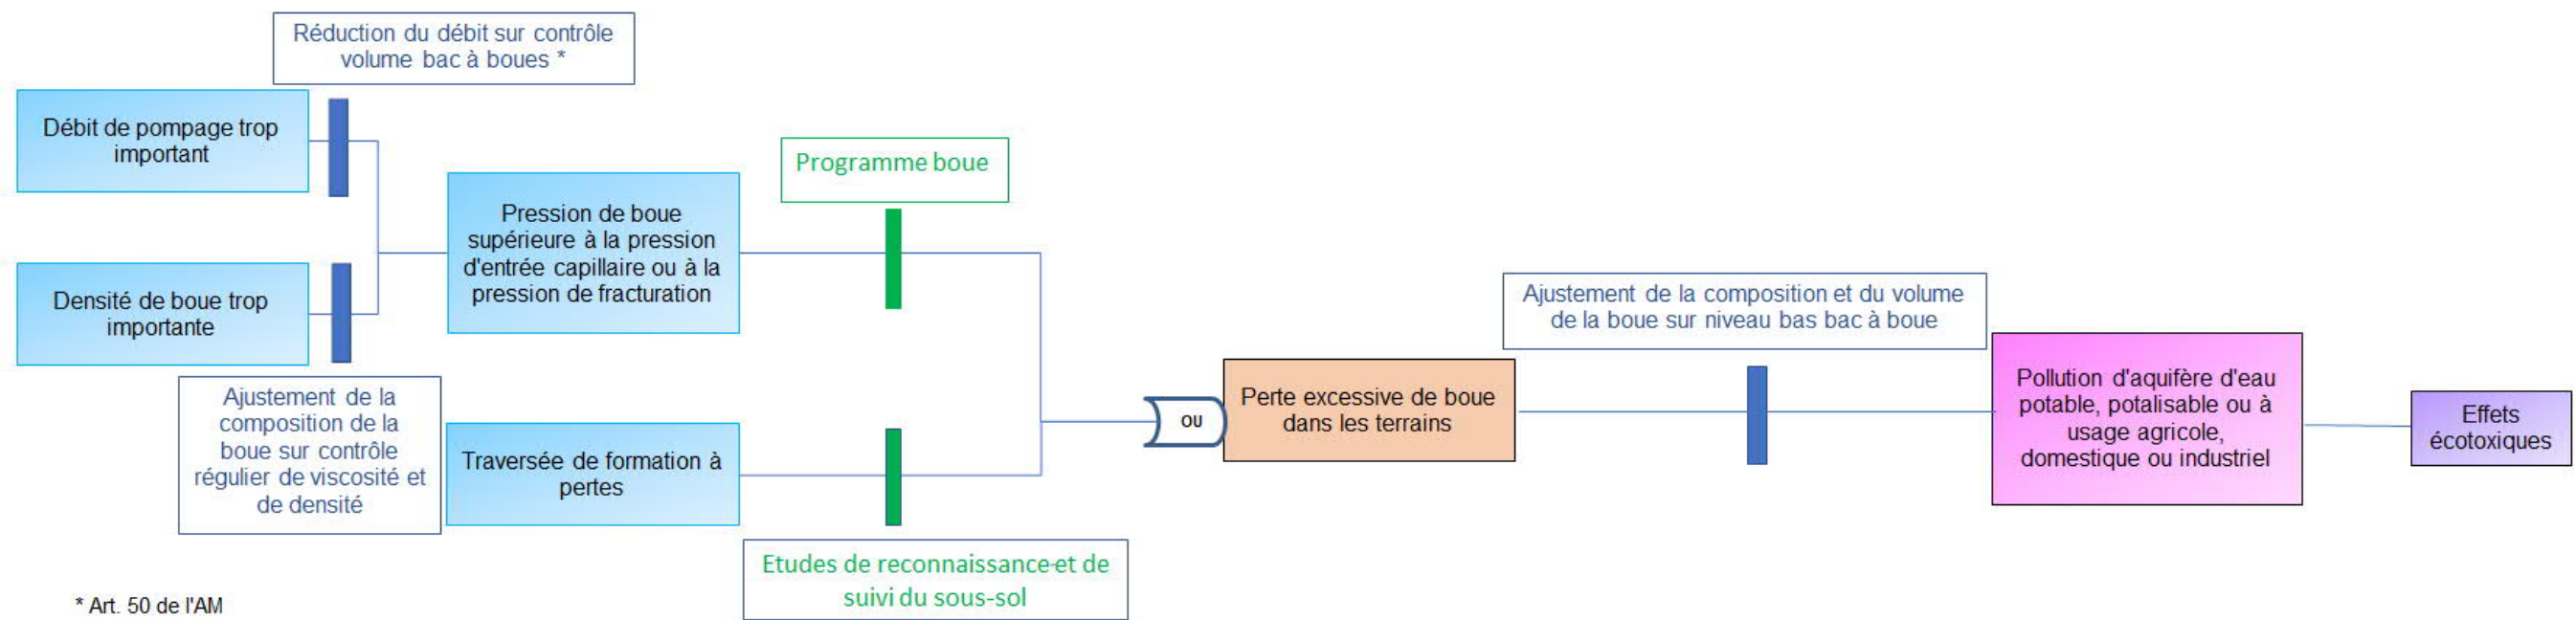 Réduction du débit sur contrôle
volume bac à boues *
Débit de pompage trop
important
Densité de boue trop
importante
Ajustement de la
composition de la
boue sur contrôle
régulier de viscosité et
de densité
Pression de boue
supérieure à la pression
d'entrée capillaire ou à la
pression de fracturation
Programme boue
Traversée de formation à
pertes
Etudes de reconnaissance et de
suivi du sous-sol
OU
Perte excessive de boue
dans les terrains
Ajustement de la composition et du volume
de la boue sur niveau bas bac à boue
Pollution d'aquifère d'eau
potable, potalisable ou à
usage agricole,
domestique ou industriel
Effets
écotoxiques
* Art. 50 de l'AM